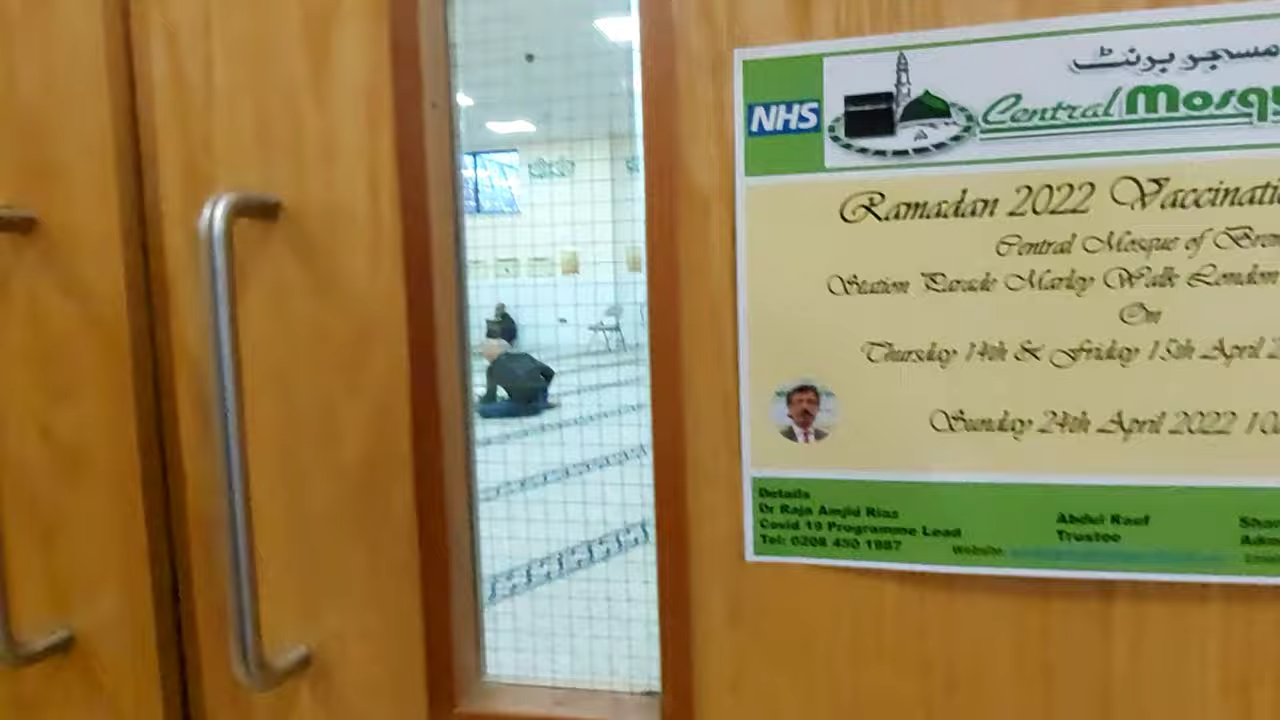 مسجد برنٹ
NHS
Central Mosq
Ramadan 2022 Vaccinati
Central Mosque of Bren
Station Parade Marley Walk London
On
Thursday 14th & Friday 15th April 2
Sunday 24th April 2022 10
Details
Dr Raja Amjid Riaz
Covid 19 Programme Lead
Tel: 0208 450 1987
Abdul Rauf
Trustee
Website: